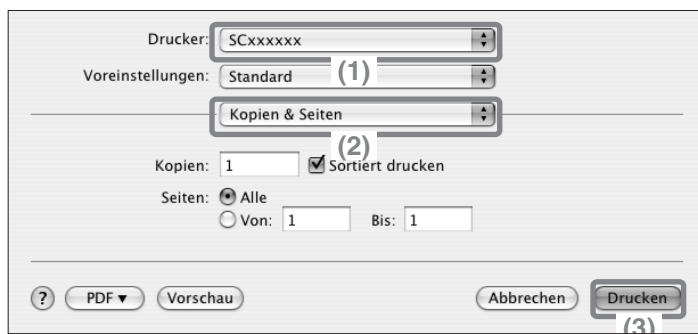 Drucker: SCxxxxxx
(1)
Voreinstellungen: Standard
Kopien & Seiten
(2)
Kopien: 1 Sortiert drucken
Seiten: Alle
Von: 1 Bis: 1
? PDF Vorschau Abbrechen Drucken
(3)